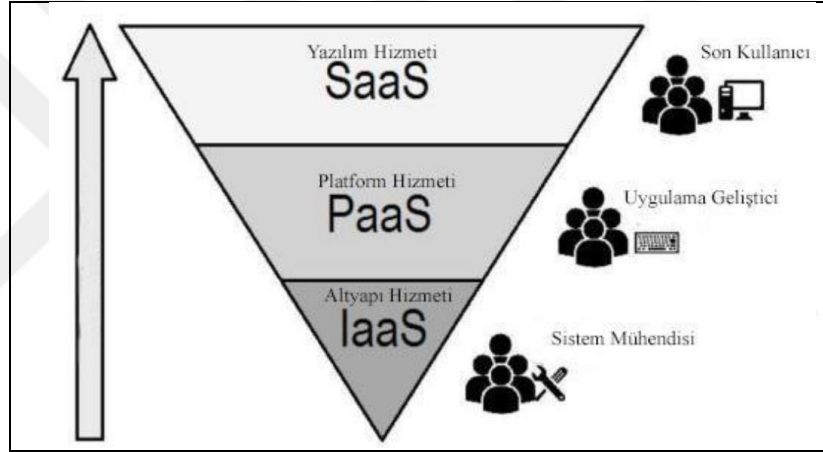 Yazılım Hizmeti
SaaS
Son Kullanıcı
Platform Hizmeti
PaaS
Uygulama Geliştici
Altyapı Hizmeti
IaaS
Sistem Mühendisi